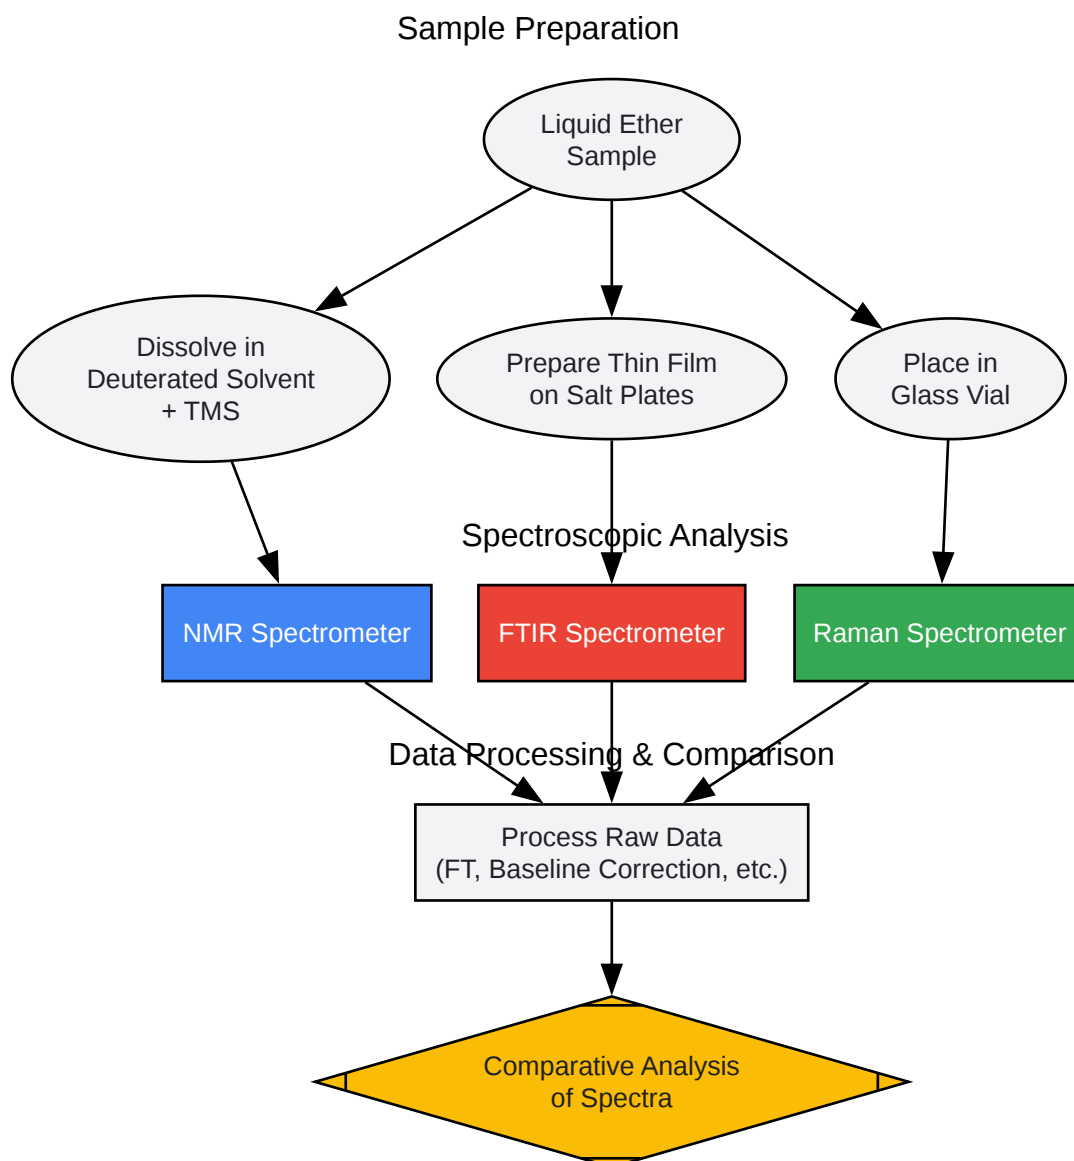 Sample Preparation
Liquid Ether
Sample
Dissolve in
Deuterated Solvent
+ TMS
Prepare Thin Film
on Salt Plates
Place in
Glass Vial
Spectroscopic Analysis
NMR Spectrometer
FTIR Spectrometer
Raman Spectrometer
Data Processing & Comparison
Process Raw Data
(FT, Baseline Correction, etc.)
Comparative Analysis
of Spectra